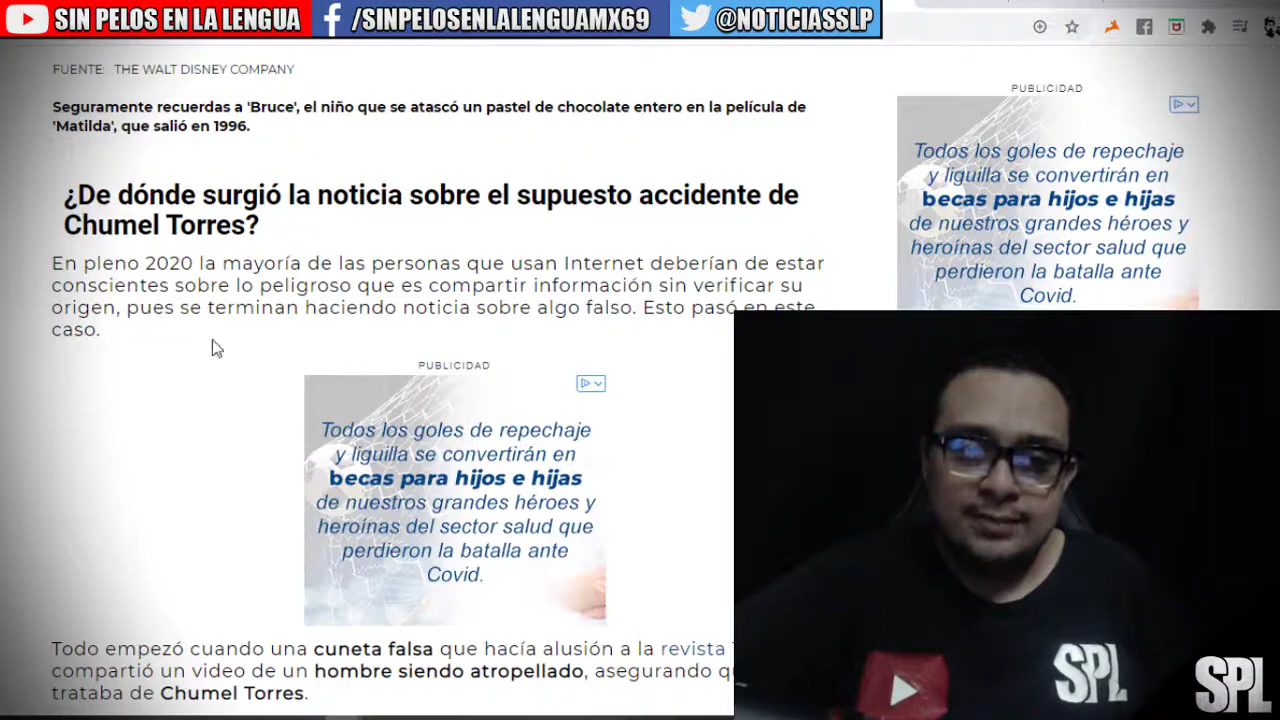 SIN PELOS EN LA LENGUA
/SINPELOSENLALENGUAMX69
@NOTICIASSLP
FUENTE: THE WALT DISNEY COMPANY
Seguramente recuerdas a 'Bruce', el niño que se atascó un pastel de chocolate entero en la película de
'Matilda', que salió en 1996.
¿De dónde surgió la noticia sobre el supuesto accidente de
Chumel Torres?
En pleno 2020 la mayoría de las personas que usan Internet deberían de estar
conscientes sobre lo peligroso que es compartir información sin verificar su
origen, pues se terminan haciendo noticia sobre algo falso. Esto pasó en este
caso.
PUBLICIDAD
Todos los goles de repechaje
y liguilla se convertirán en
becas para hijos e hijas
de nuestros grandes héroes y
heroínas del sector salud que
perdieron la batalla ante
Covid.
Todo empezó cuando una cuneta falsa que hacía alusión a la revista
compartió un video de un hombre siendo atropellado, asegurando
trataba de Chumel Torres.
PUBLICIDAD
Todos los goles de repechaje
y liguilla se convertirán en
becas para hijos e hijas
de nuestros grandes héroes y
heroínas del sector salud que
perdieron la batalla ante
Covid.
SPL
SPL